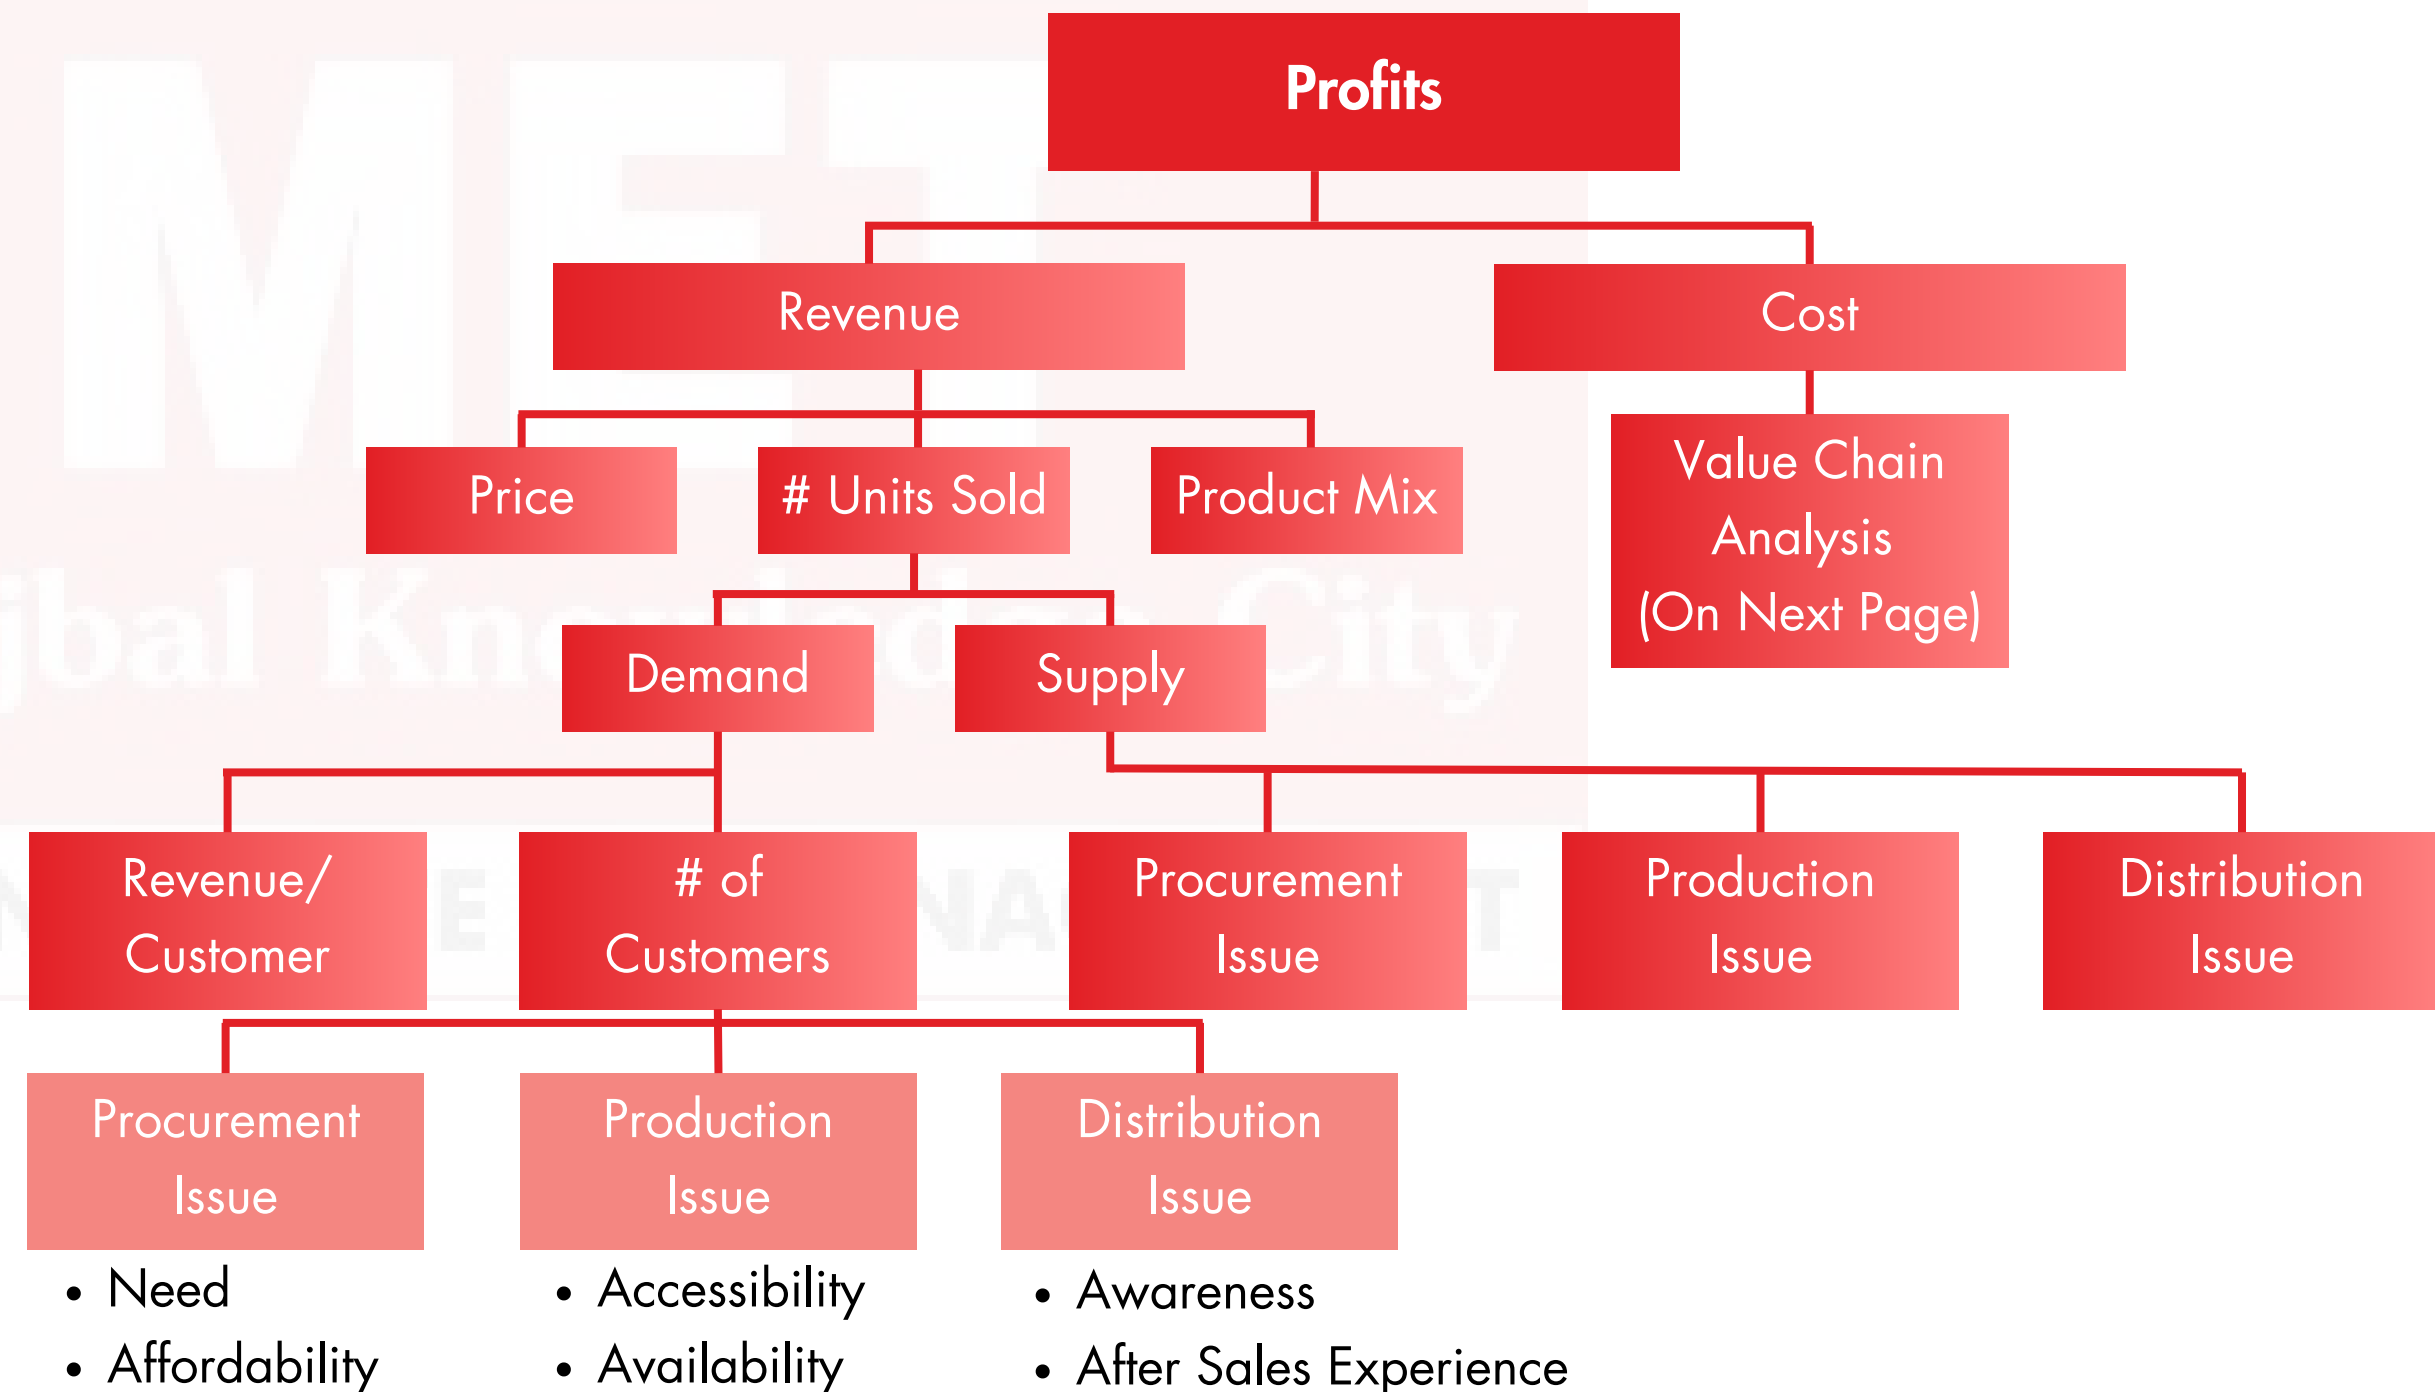 Profits
Revenue
Cost
Price
# Units Sold
Product Mix
Value Chain
Analysis
(On Next Page)
Demand
Supply
Revenue/
Customer
# of
Customers
Procurement
Issue
Production
Issue
Distribution
Issue
Procurement
Issue
Production
Issue
Distribution
Issue
• Need
• Affordability
• Accessibility
• Availability
• Awareness
• After Sales Experience
MET
City